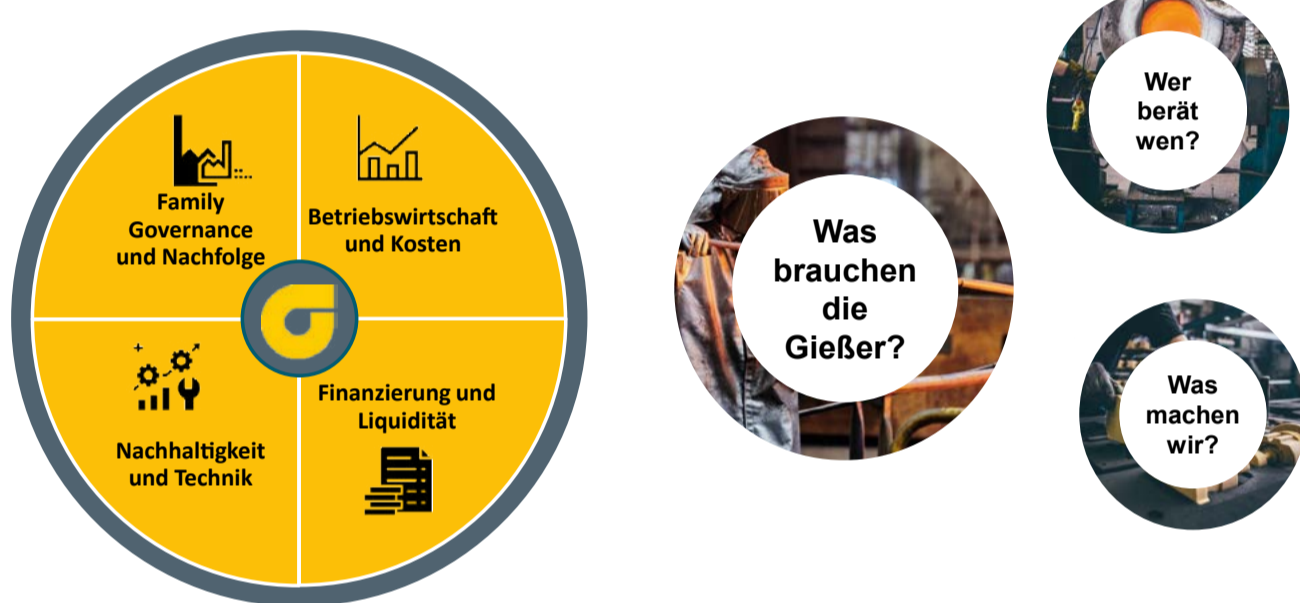 Family
Governance
und Nachfolge
Betriebswirtschaft
und Kosten
Nachhaltigkeit
und Technik
Finanzierung und
Liquidität
Was
brauchen
die
Gießer?
Wer
berät
wen?
Was
machen
wir?